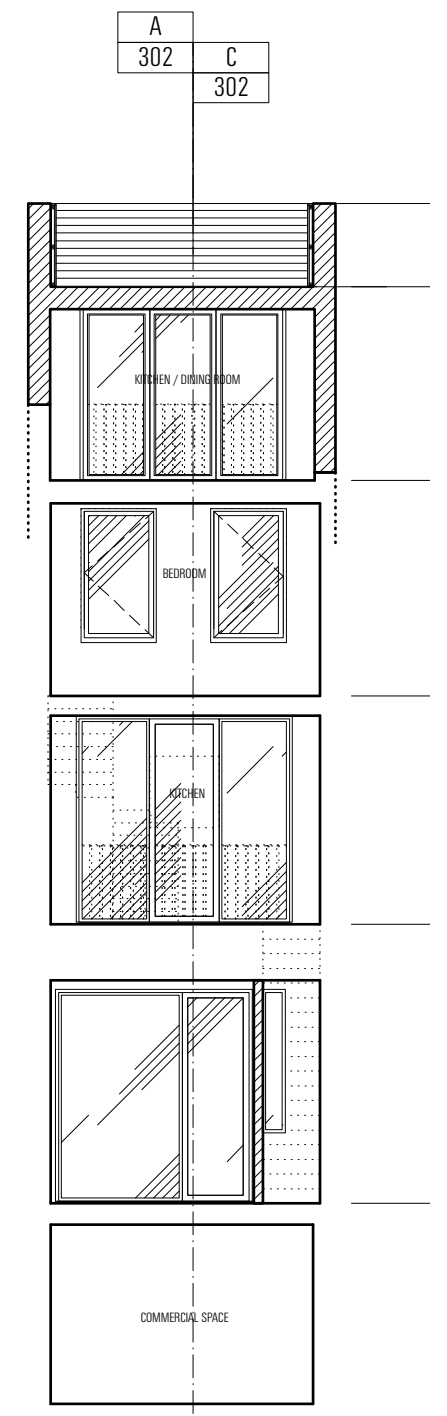 A
302
C
302
KITCHEN / DINING ROOM
BEDROOM
KITCHEN
COMMERCIAL SPACE